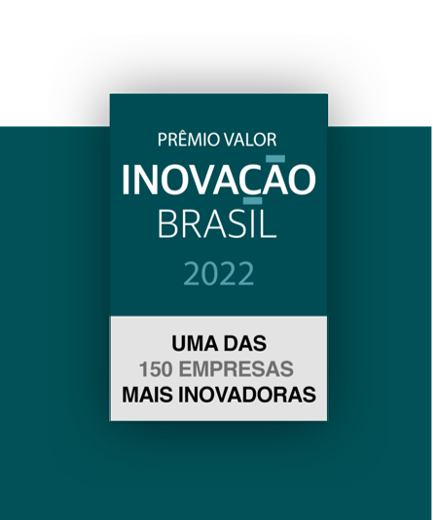 PRÊMIO VALOR
INOVAÇÃO
BRASIL
2022
UMA DAS
150 EMPRESAS
MAIS INOVADORAS